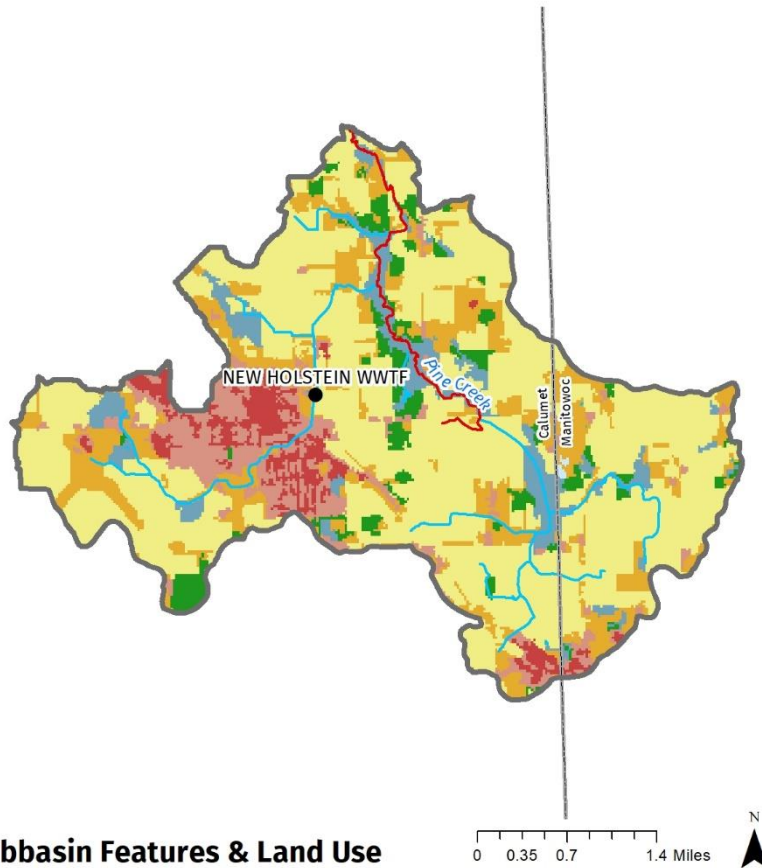 NEW HOLSTEIN WWTF
Pine Creek
Calumet
Manitowoc
bbasin Features & Land Use
N
0 0.35 0.7 1.4 Miles